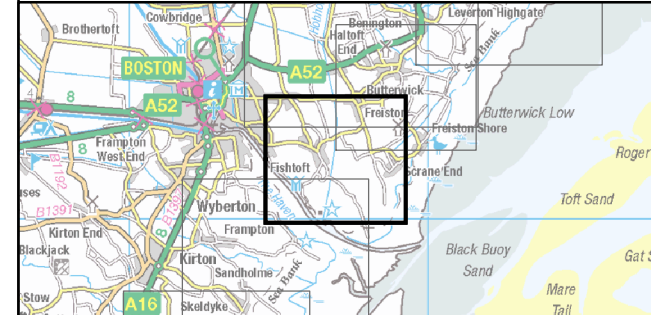 Cowbridge
Brothertoft
Leverton Highgate
Benington
Haltoft
End
Sea Bank
BOSTON
A52
Butterwick
8
A52
Freiston
Butterwick Low
Freiston Shore
Frampton
West End
8
B1192
Fishtoft
Scrane End
Roger
Toft Sand
B1391
Wyberton
Kirton End
Frampton
Blackjack
Kirton
Black Buoy
Sand
Gat S
Sandholme
Sea Bank
Mare
Tail
Stow
A16
8
Skeldyke